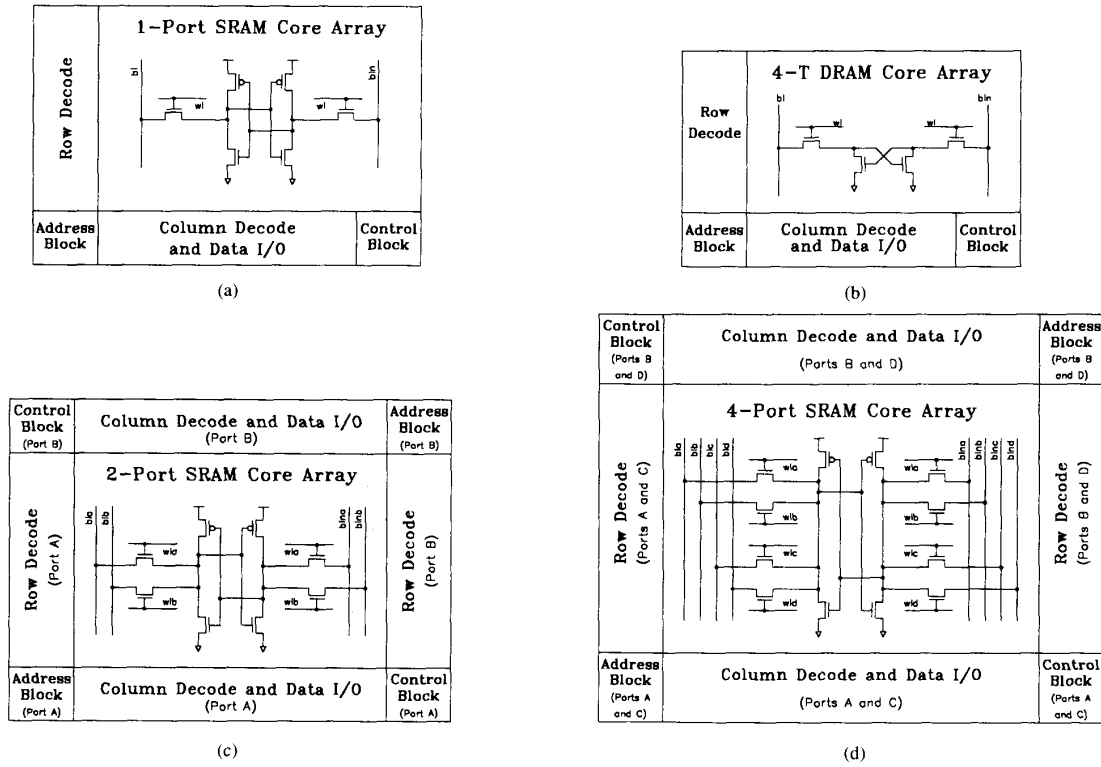 1-Port SRAM Core Array
Row Decode
bl
bln
wl
wl
Address
Block
Column Decode
and Data I/O
Control
Block
(a)
4-T DRAM Core Array
Row
Decode
bl
bln
wl
wl
Address
Block
Column Decode
and Data I/O
Control
Block
(b)
Control
Block
(Port B)
Column Decode and Data I/O
(Port B)
Address
Block
(Port B)
2-Port SRAM Core Array
Row Decode
(Port A)
bla
blb
blna
blnb
wla
wla
wlb
wlb
Row Decode
(Port B)
Address
Block
(Port A)
Column Decode and Data I/O
(Port A)
Control
Block
(Port A)
(c)
Control
Block
(Ports B
and D)
Column Decode and Data I/O
(Ports B and D)
Address
Block
(Ports B
and D)
4-Port SRAM Core Array
Row Decode
(Ports A and C)
bla
blb
blc
bld
blna
blnb
blnc
blnd
wla
wla
wlb
wlb
wlc
wlc
wld
wld
Row Decode
(Ports B and D)
Address
Block
(Ports A
and C)
Column Decode and Data I/O
(Ports A and C)
Control
Block
(Ports A
and C)
(d)